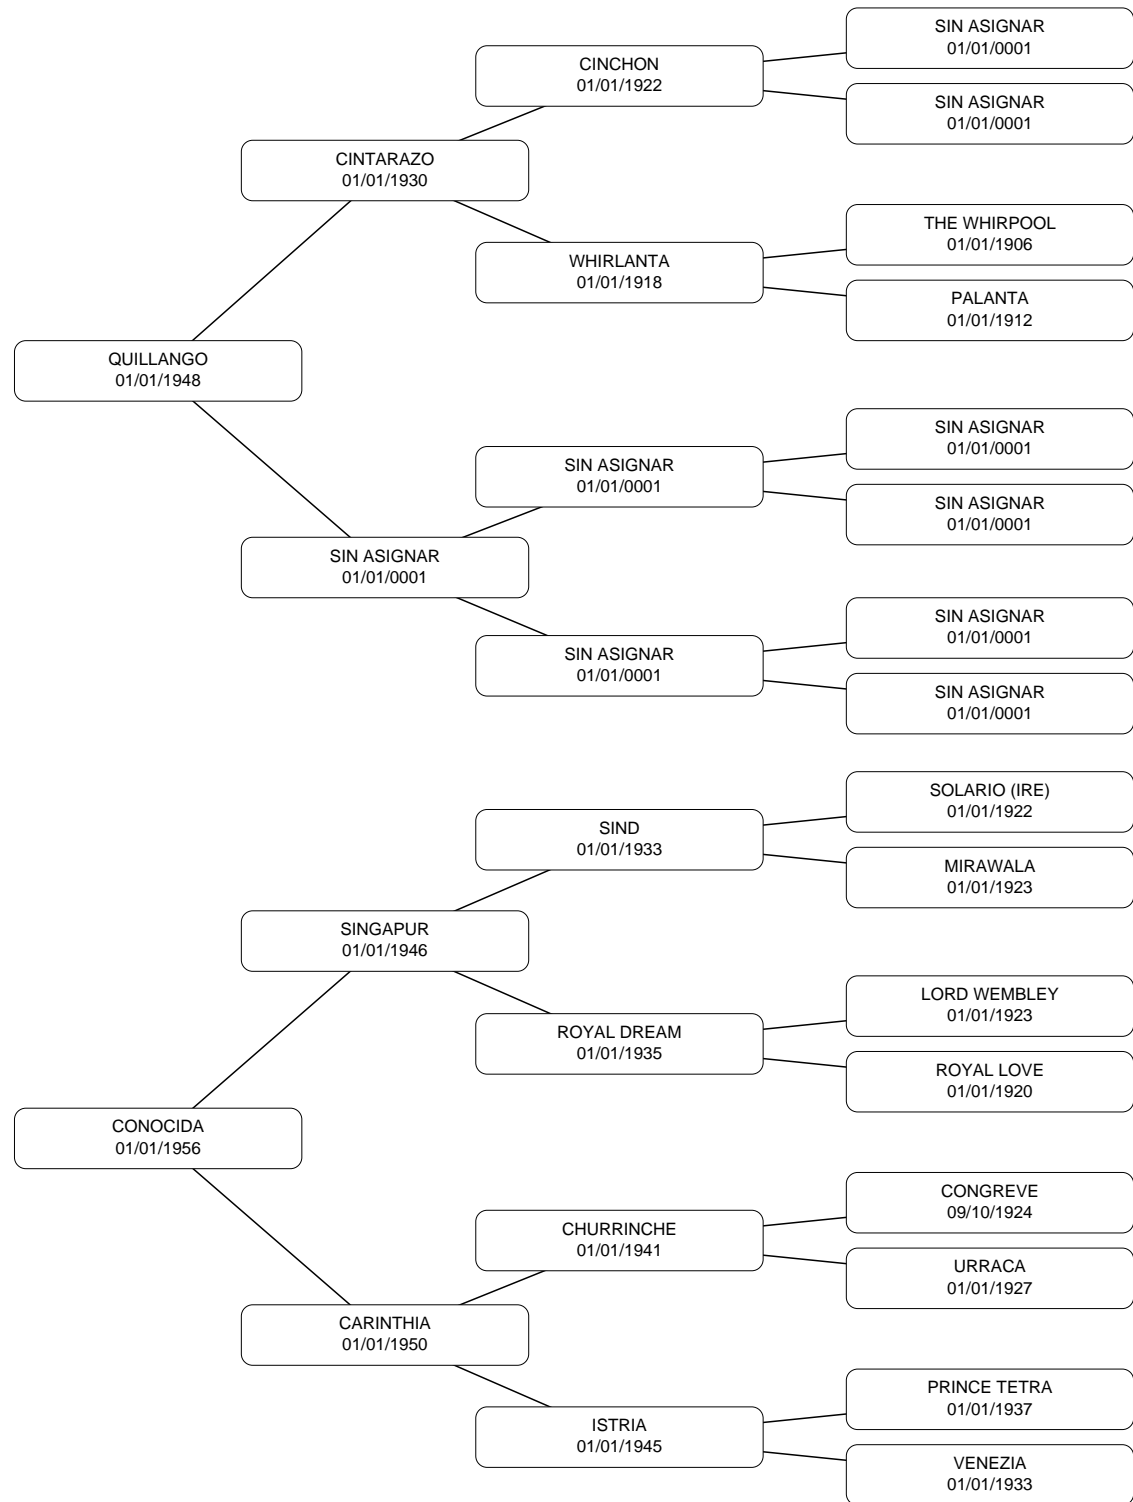 SIN ASIGNAR
01/01/0001
CINCHON
01/01/1922
SIN ASIGNAR
01/01/0001
CINTARAZO
01/01/1930
THE WHIRPOOL
01/01/1906
WHIRLANTA
01/01/1918
PALANTA
01/01/1912
QUILLANGO
01/01/1948
SIN ASIGNAR
01/01/0001
SIN ASIGNAR
01/01/0001
SIN ASIGNAR
01/01/0001
SIN ASIGNAR
01/01/0001
SIN ASIGNAR
01/01/0001
SIN ASIGNAR
01/01/0001
SIN ASIGNAR
01/01/0001
SOLARIO (IRE)
01/01/1922
SIND
01/01/1933
MIRAWALA
01/01/1923
SINGAPUR
01/01/1946
LORD WEMBLEY
01/01/1923
ROYAL DREAM
01/01/1935
ROYAL LOVE
01/01/1920
CONOCIDA
01/01/1956
CONGREVE
09/10/1924
CHURRINCHE
01/01/1941
URRACA
01/01/1927
CARINTHIA
01/01/1950
PRINCE TETRA
01/01/1937
ISTRIA
01/01/1945
VENEZIA
01/01/1933